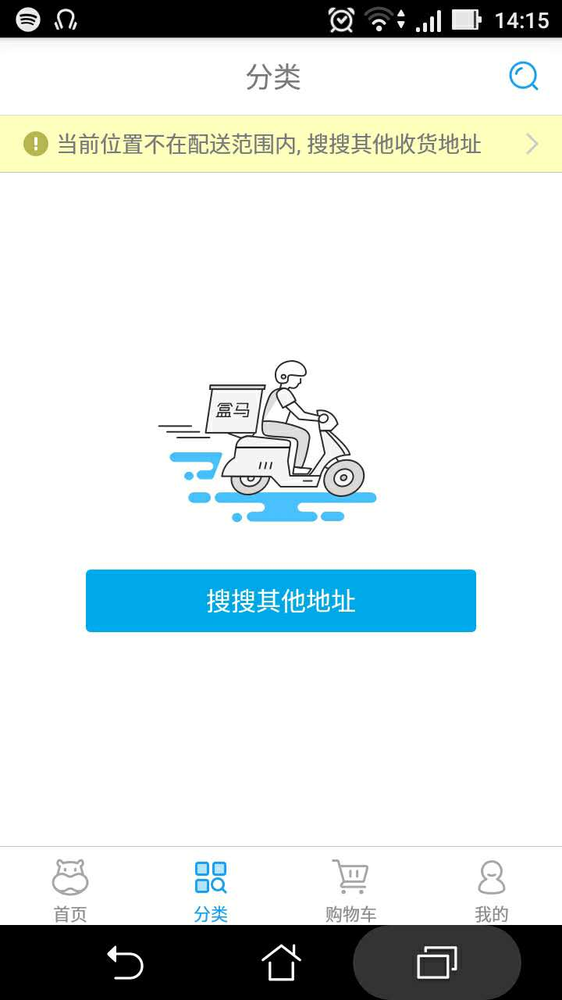 14:15
分类
当前位置不在配送范围内, 搜搜其他收货地址
盒马
搜搜其他地址
首页
分类
购物车
我的